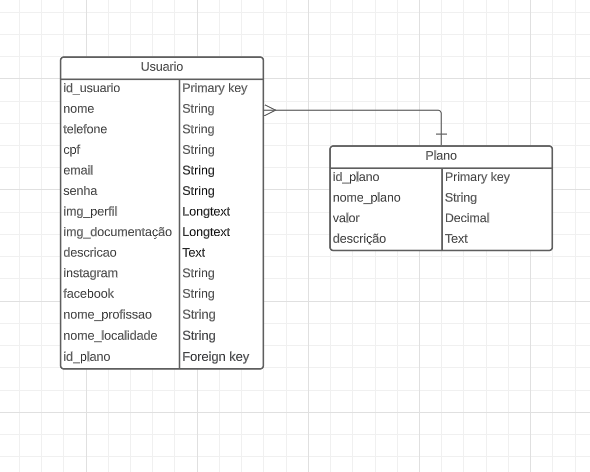 Usuario
id_usuario Primary key
nome String
telefone String
cpf String
email String
senha String
img_perfil Longtext
img_documentação Longtext
descricao Text
instagram String
facebook String
nome_profissao String
nome_localidade String
id_plano Foreign key
Plano
id_plano Primary key
nome_plano String
valor Decimal
descrição Text